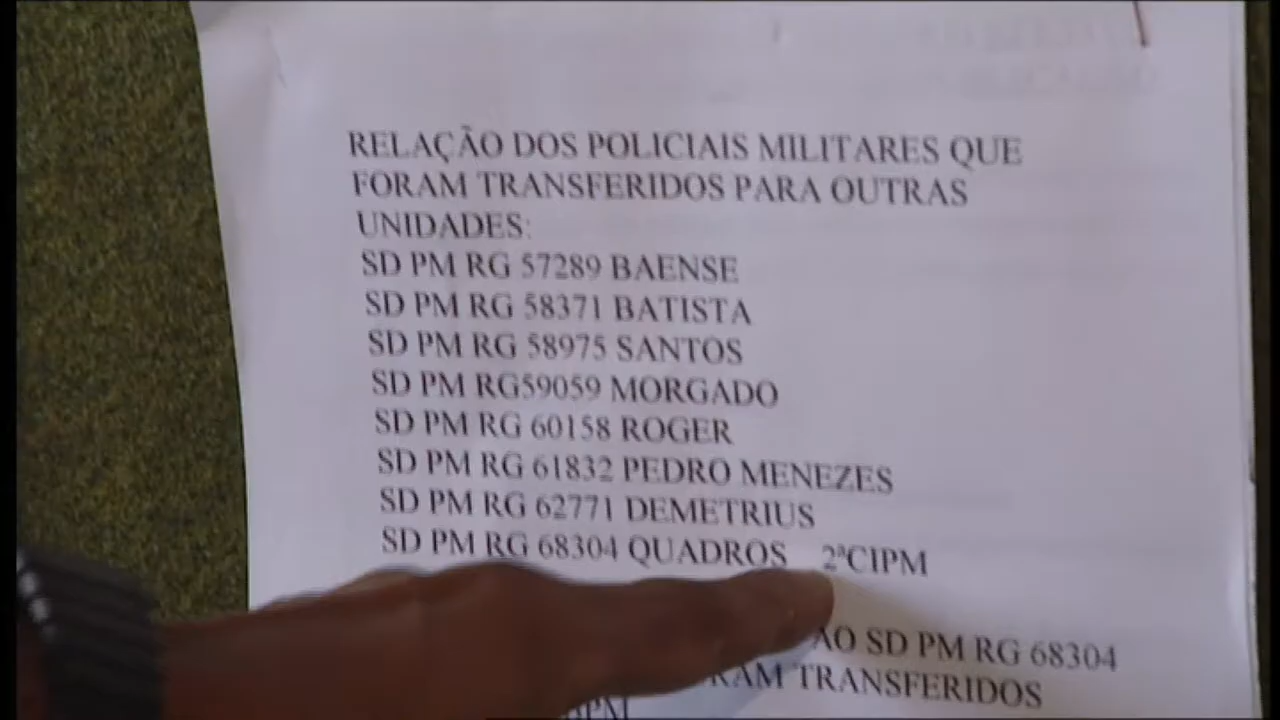 RELAÇÃO DOS POLICIAIS MILITARES QUE
FORAM TRANSFERIDOS PARA OUTRAS
UNIDADES:
SD PM RG 57289 BAENSE
SD PM RG 58371 BATISTA
SD PM RG 58975 SANTOS
SD PM RG59059 MORGADO
SD PM RG 60158 ROGER
SD PM RG 61832 PEDRO MENEZES
SD PM RG 62771 DEMETRIUS
SD PM RG 68304 QUADROS 2ªCIPM
SD PM RG 68304
TRANSFERIDOS